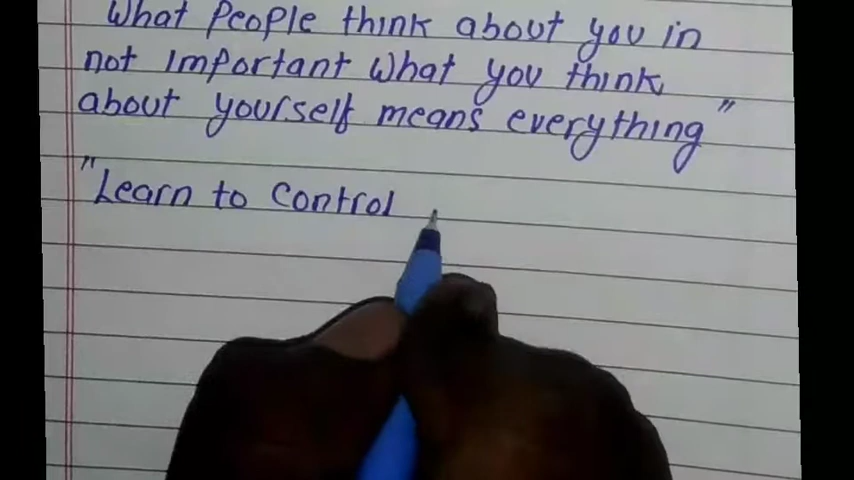 What People think about you in
not Important What you think
about yourself means everything"
"Learn to Control